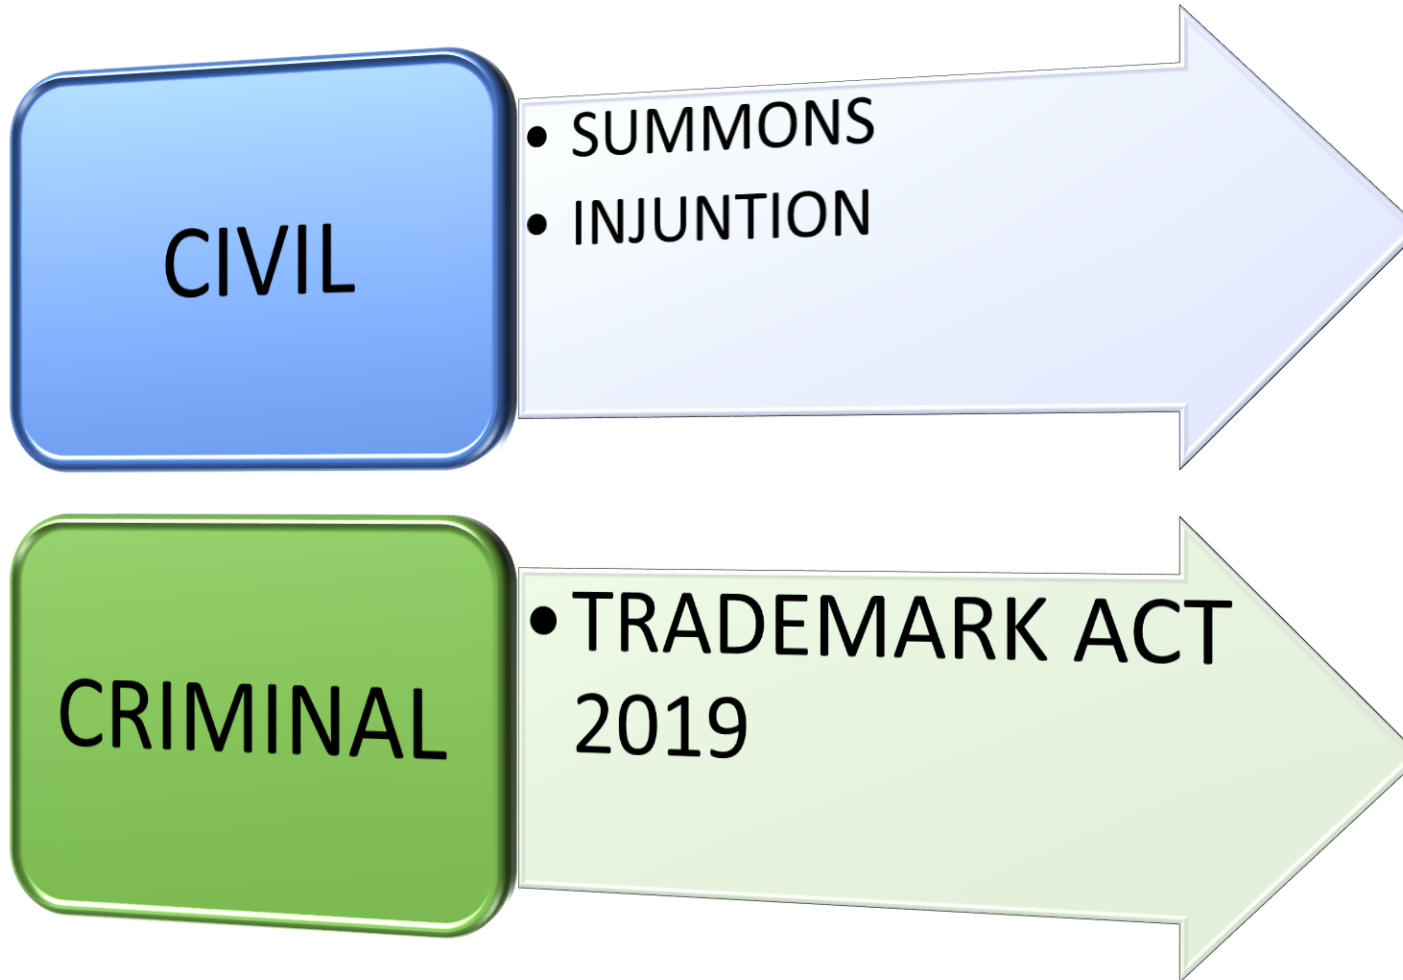 CIVIL
• SUMMONS
• INJUNTION
CRIMINAL
• TRADEMARK ACT
2019